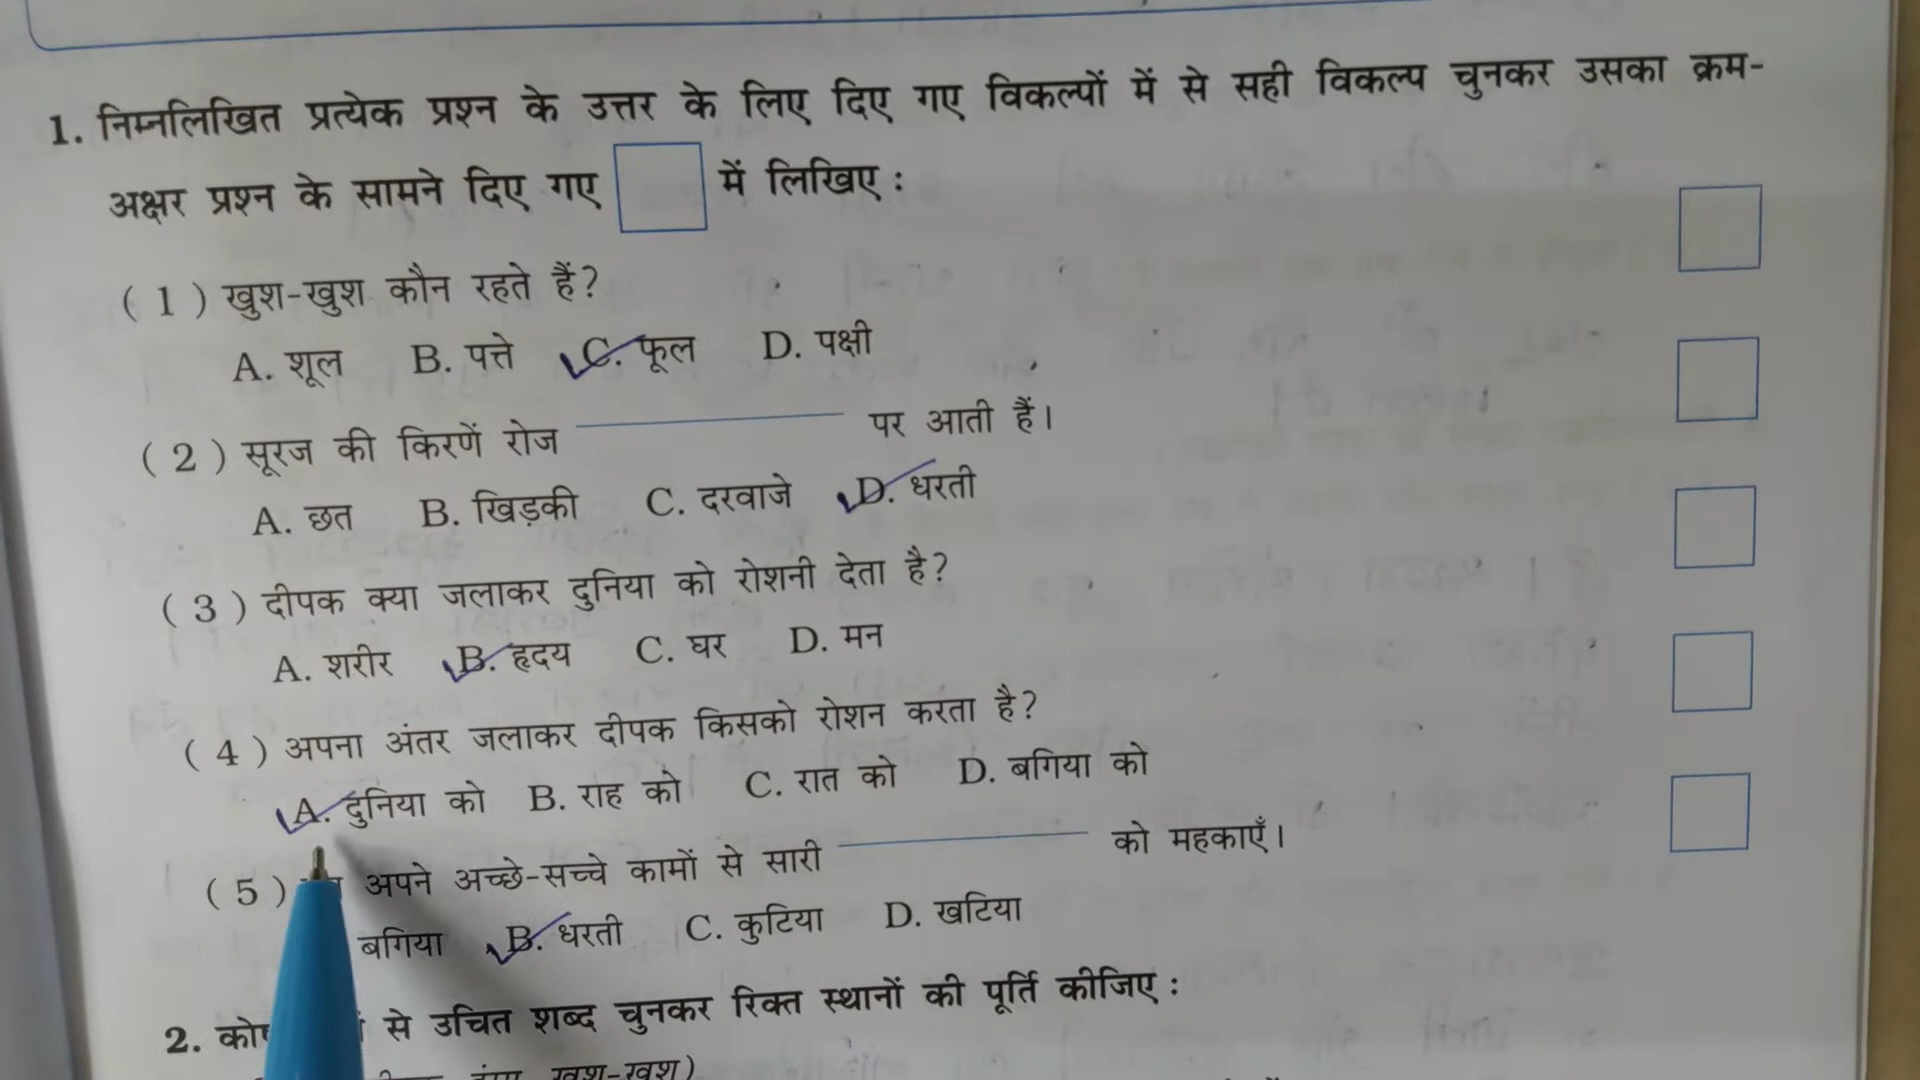 1. निम्नलिखित प्रत्येक प्रश्न के उत्तर के लिए दिए गए विकल्पों में से सही विकल्प चुनकर उसका क्रम-
अक्षर प्रश्न के सामने दिए गए में लिखिए :
( 1 ) खुश-खुश कौन रहते हैं?
A. शूल B. पत्ते C. फूल D. पक्षी
( 2 ) सूरज की किरणें रोज ____ पर आती हैं।
A. छत B. खिड़की C. दरवाजे D. धरती
( 3 ) दीपक क्या जलाकर दुनिया को रोशनी देता है?
A. शरीर B. हृदय C. घर D. मन
( 4 ) अपना अंतर जलाकर दीपक किसको रोशन करता है?
A. दुनिया को B. राह को C. रात को D. बगिया को
( 5 ) अपने अच्छे-सच्चे कामों से सारी ____ को महकाएँ।
बगिया B. धरती C. कुटिया D. खटिया
2. से उचित शब्द चुनकर रिक्त स्थानों की पूर्ति कीजिए :
खुश-खुश)